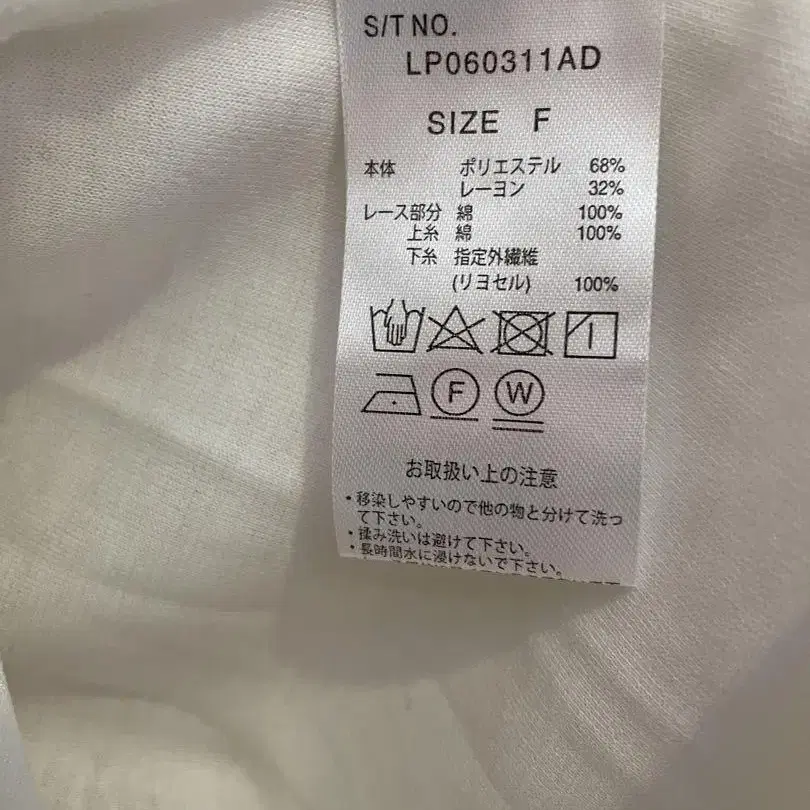 S/T NO.
LP060311AD
SIZE F
本体 ポリエステル 68%
レーヨン 32%
レース部分 綿 100%
上糸 綿 100%
下糸 指定外繊維
(リヨセル) 100%
F W
お取扱い上の注意
・移染しやすいので他の物と分けて洗っ
て下さい。
・揉み洗いは避けて下さい。
・長時間水に浸けないで下さい。